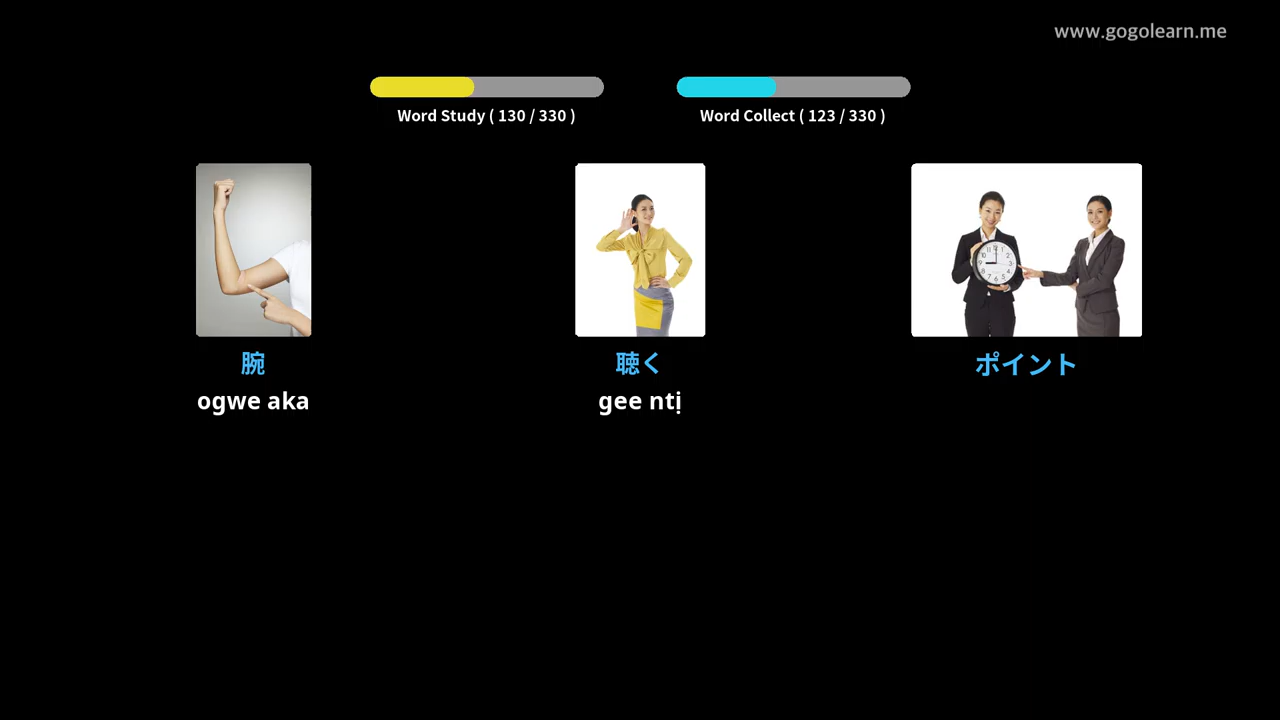 www.gogolearn.me
Word Study ( 130 / 330 )
Word Collect ( 123 / 330 )
腕
聴く
ポイント
ogwe aka
gee ntị